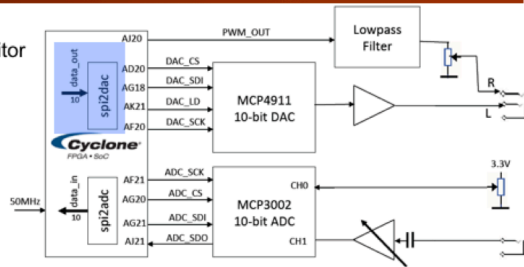 itor
AJ20
PWM_OUT
Lowpass
Filter
data_out
10
spi2dac
AD20
DAC_CS
AG18
DAC_SDI
AK21
DAC_LD
AF20
DAC_SCK
MCP4911
10-bit DAC
R
L
Cyclone
FPGA • SoC
50MHz
data_in
10
spi2adc
AF21
ADC_SCK
AG20
ADC_CS
AG21
ADC_SDI
AJ21
ADC_SDO
MCP3002
10-bit ADC
CH0
CH1
3.3V